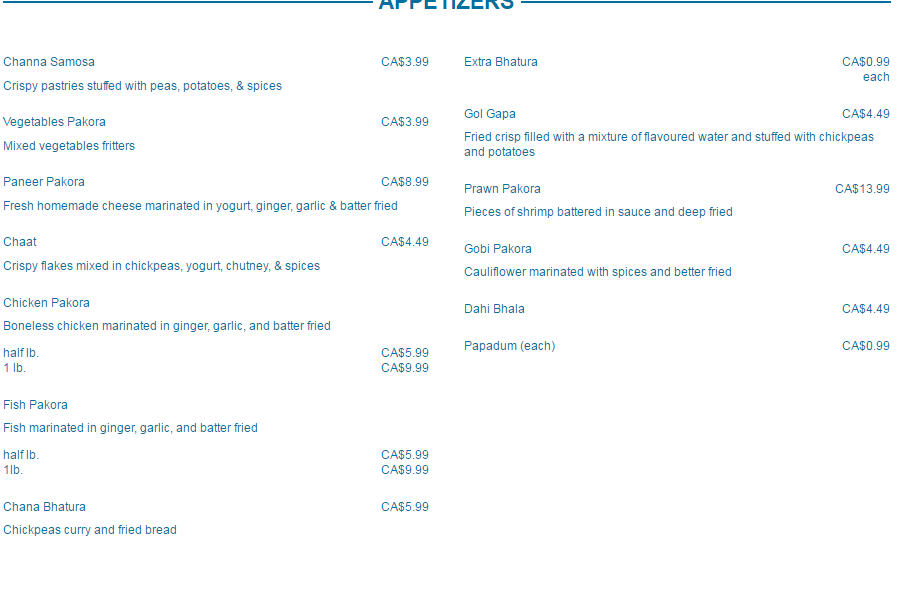 APPETIZERS
Channa Samosa CA$3.99
Crispy pastries stuffed with peas, potatoes, & spices
Vegetables Pakora CA$3.99
Mixed vegetables fritters
Paneer Pakora CA$8.99
Fresh homemade cheese marinated in yogurt, ginger, garlic & batter fried
Chaat CA$4.49
Crispy flakes mixed in chickpeas, yogurt, chutney, & spices
Chicken Pakora
Boneless chicken marinated in ginger, garlic, and batter fried
half lb. CA$5.99
1 lb. CA$9.99
Fish Pakora
Fish marinated in ginger, garlic, and batter fried
half lb. CA$5.99
1lb. CA$9.99
Chana Bhatura CA$5.99
Chickpeas curry and fried bread
Extra Bhatura CA$0.99
each
Gol Gapa CA$4.49
Fried crisp filled with a mixture of flavoured water and stuffed with chickpeas
and potatoes
Prawn Pakora CA$13.99
Pieces of shrimp battered in sauce and deep fried
Gobi Pakora CA$4.49
Cauliflower marinated with spices and better fried
Dahi Bhala CA$4.49
Papadum (each) CA$0.99